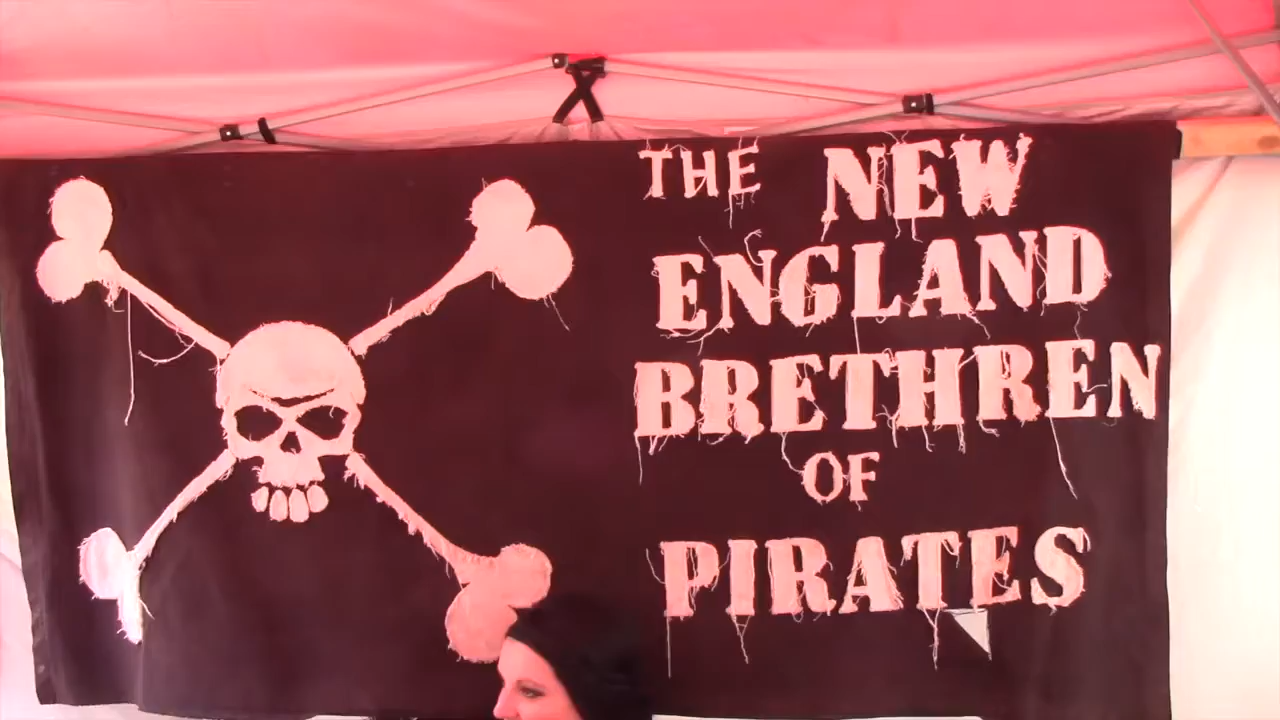 THE NEW
ENGLAND
BRETHREN
OF
PIRATES